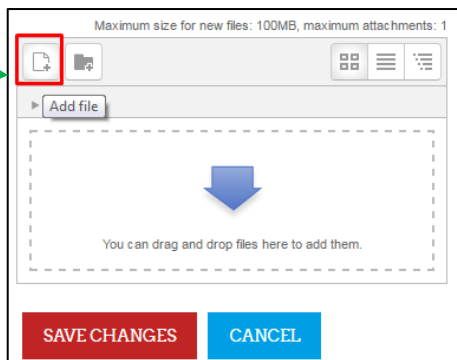 Maximum size for new files: 100MB, maximum attachments: 1
Add file
You can drag and drop files here to add them.
SAVE CHANGES
CANCEL